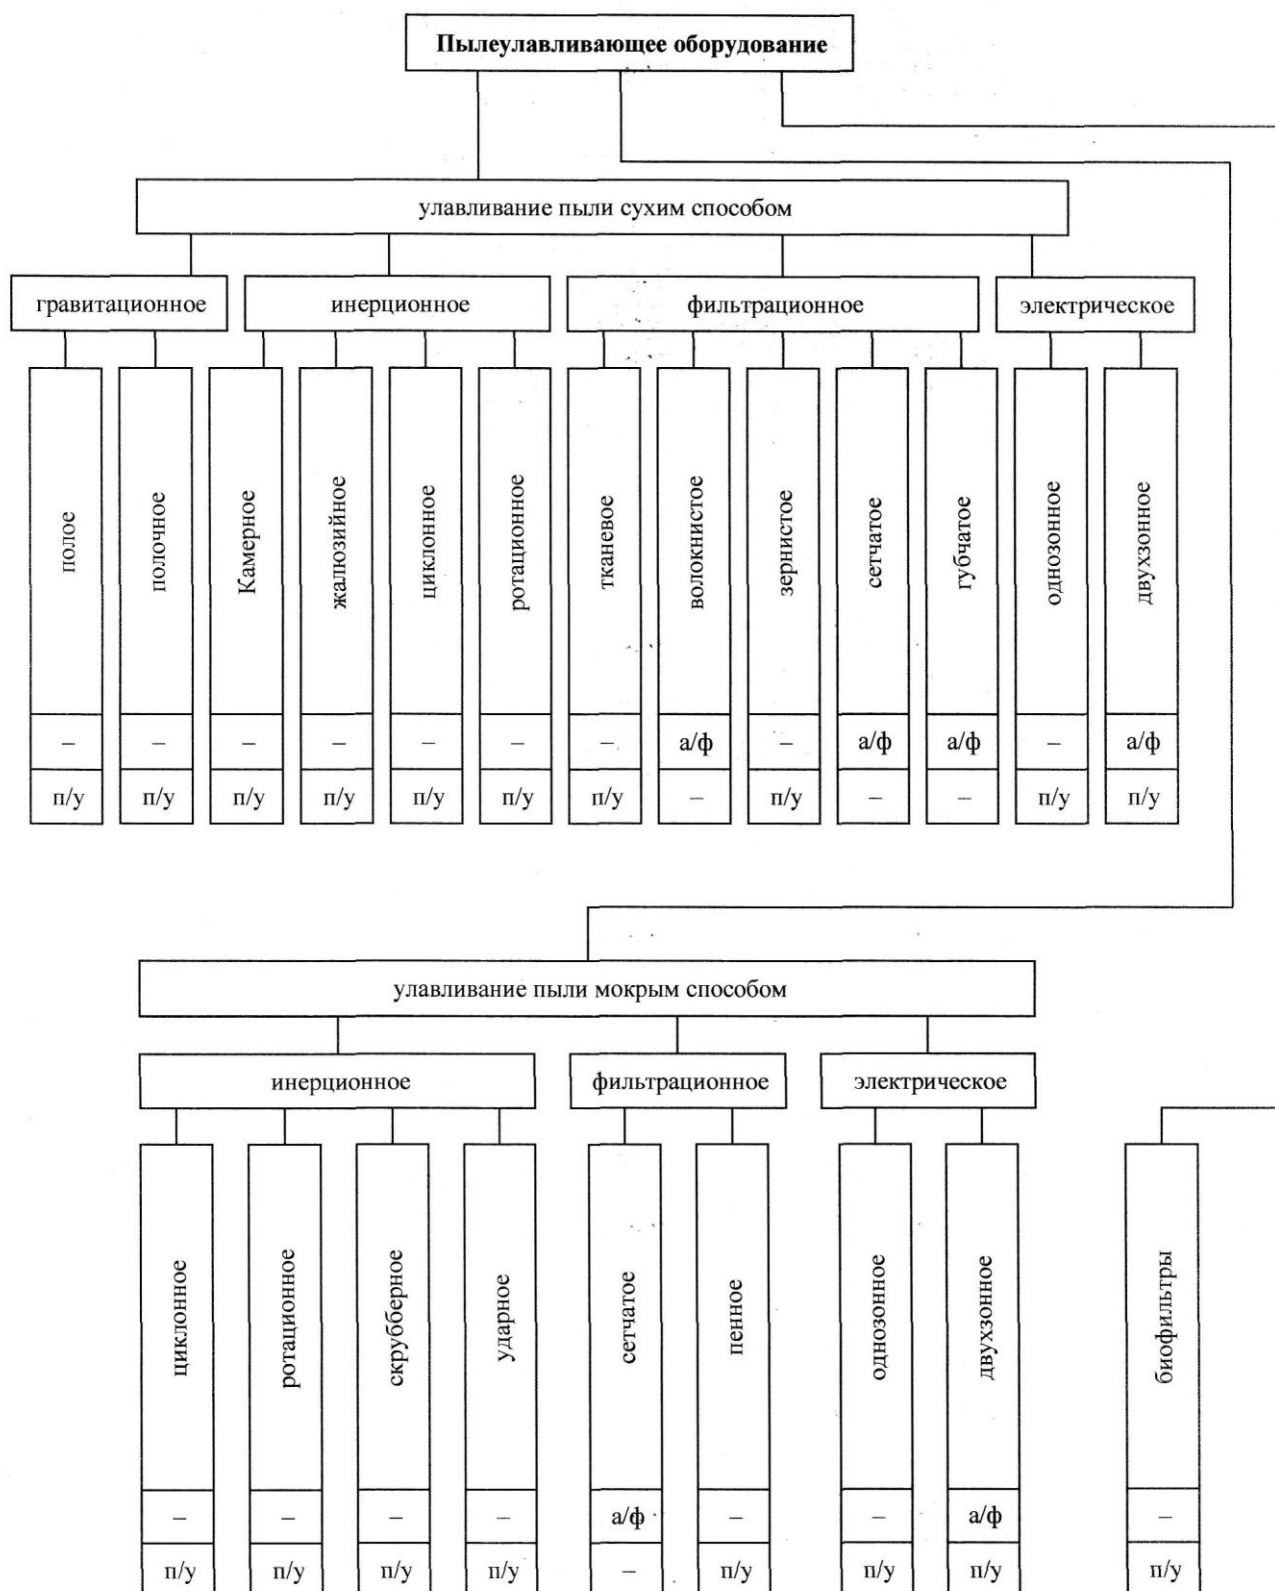 Пылеулавливающее оборудование
улавливание пыли сухим способом
гравитационное
инерционное
фильтрационное
электрическое
полое
полочное
Камерное
жалюзийное
циклонное
ротационное
тканевое
волокнистое
зернистое
сетчатое
губчатое
однозонное
двухзонное
– – – – – – – а/ф – а/ф а/ф – а/ф
п/у п/у п/у п/у п/у п/у п/у – п/у – – п/у п/у
улавливание пыли мокрым способом
инерционное
фильтрационное
электрическое
циклонное
ротационное
скрубберное
ударное
сетчатое
пенное
однозонное
двухзонное
биофильтры
– – – – а/ф – – а/ф –
п/у п/у п/у п/у – п/у п/у п/у п/у